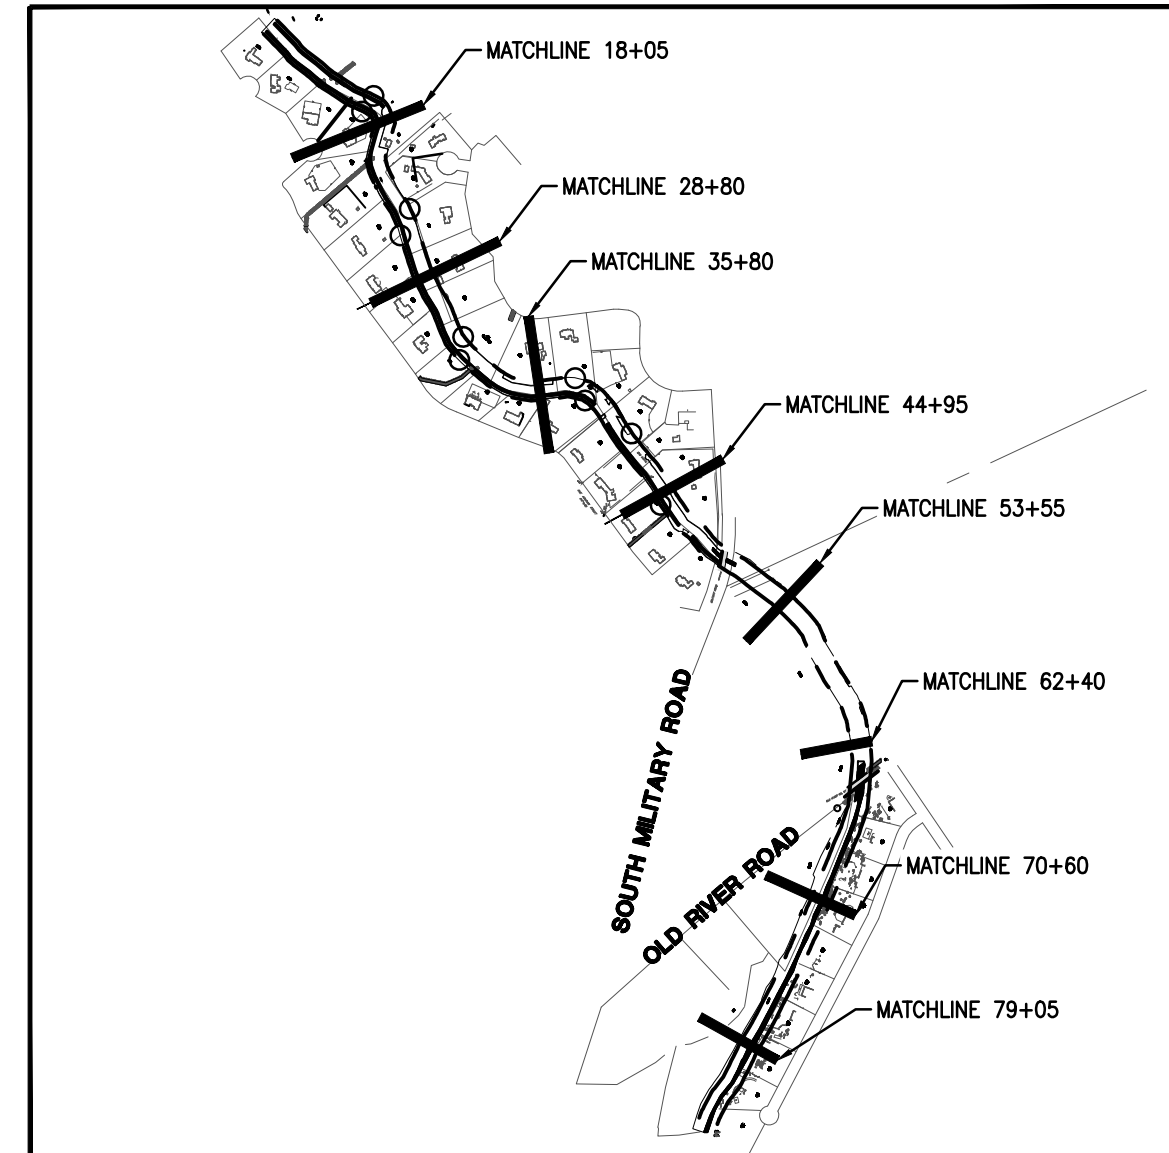 MATCHLINE 18+05
MATCHLINE 28+80
MATCHLINE 35+80
MATCHLINE 44+95
MATCHLINE 53+55
MATCHLINE 62+40
SOUTH MILITARY ROAD
OLD RIVER ROAD
MATCHLINE 70+60
MATCHLINE 79+05